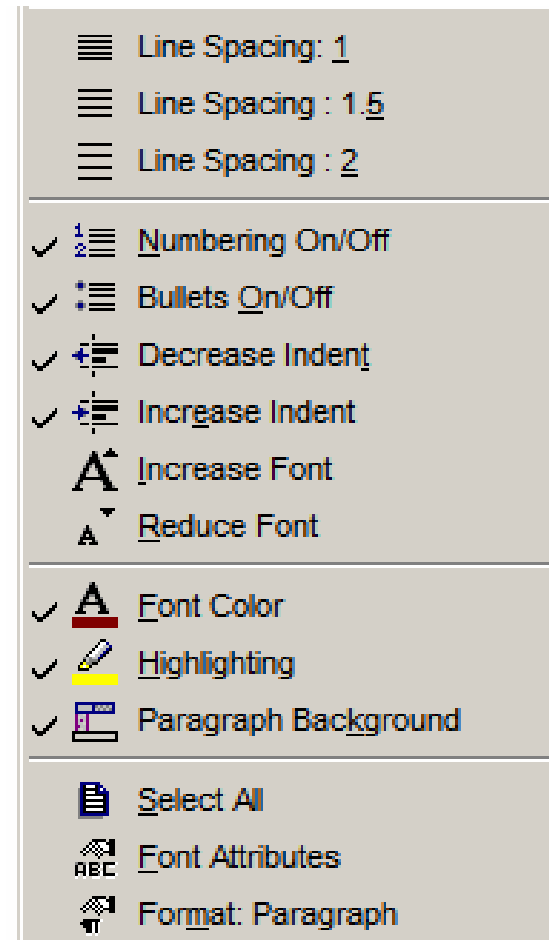 Line Spacing: 1
Line Spacing : 1.5
Line Spacing : 2
Numbering On/Off
Bullets On/Off
Decrease Indent
Increase Indent
Increase Font
Reduce Font
Font Color
Highlighting
Paragraph Background
Select All
Font Attributes
Format: Paragraph